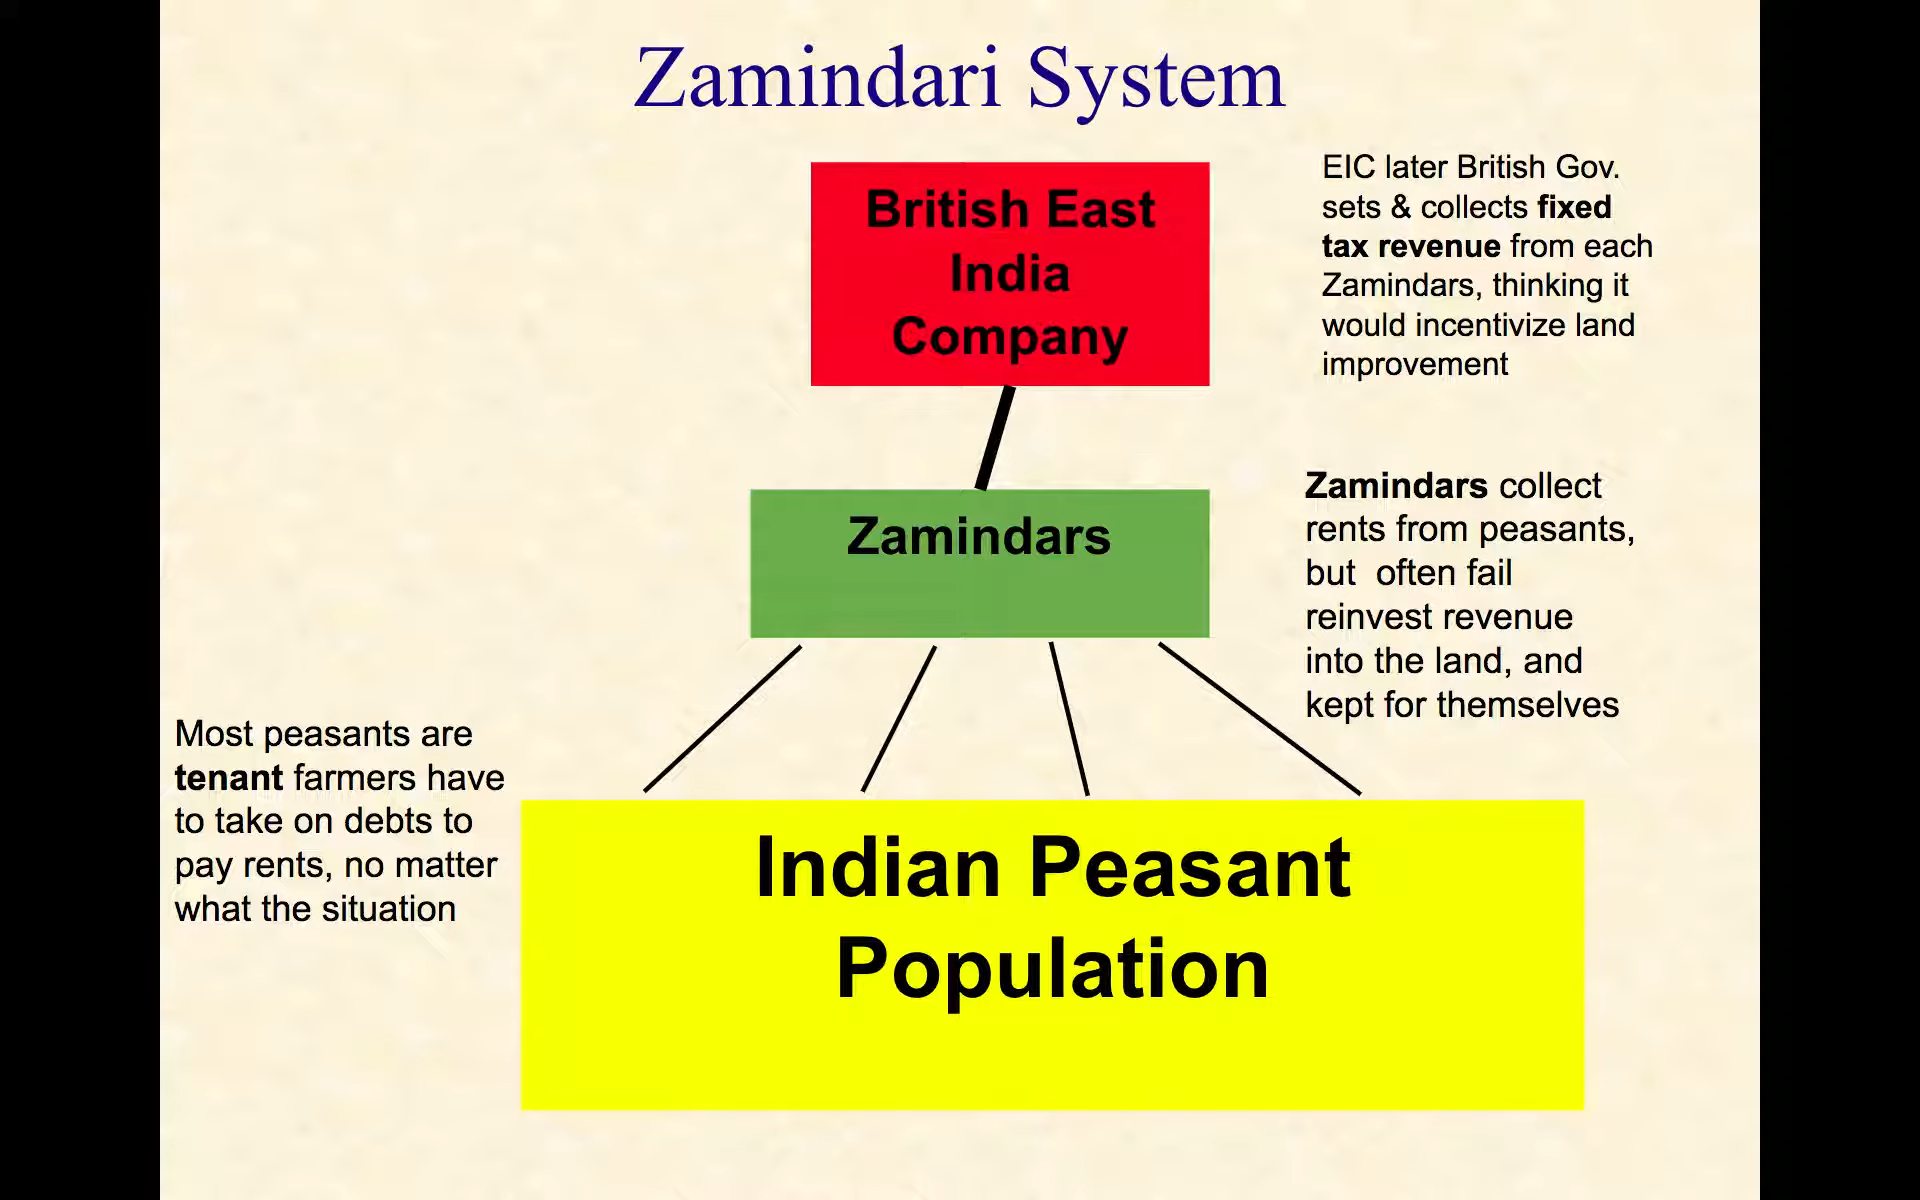 Zamindari System
British East
India
Company
EIC later British Gov.
sets & collects fixed
tax revenue from each
Zamindars, thinking it
would incentivize land
improvement
Zamindars
Zamindars collect
rents from peasants,
but  often fail
reinvest revenue
into the land, and
kept for themselves
Most peasants are
tenant farmers have
to take on debts to
pay rents, no matter
what the situation
Indian Peasant
Population